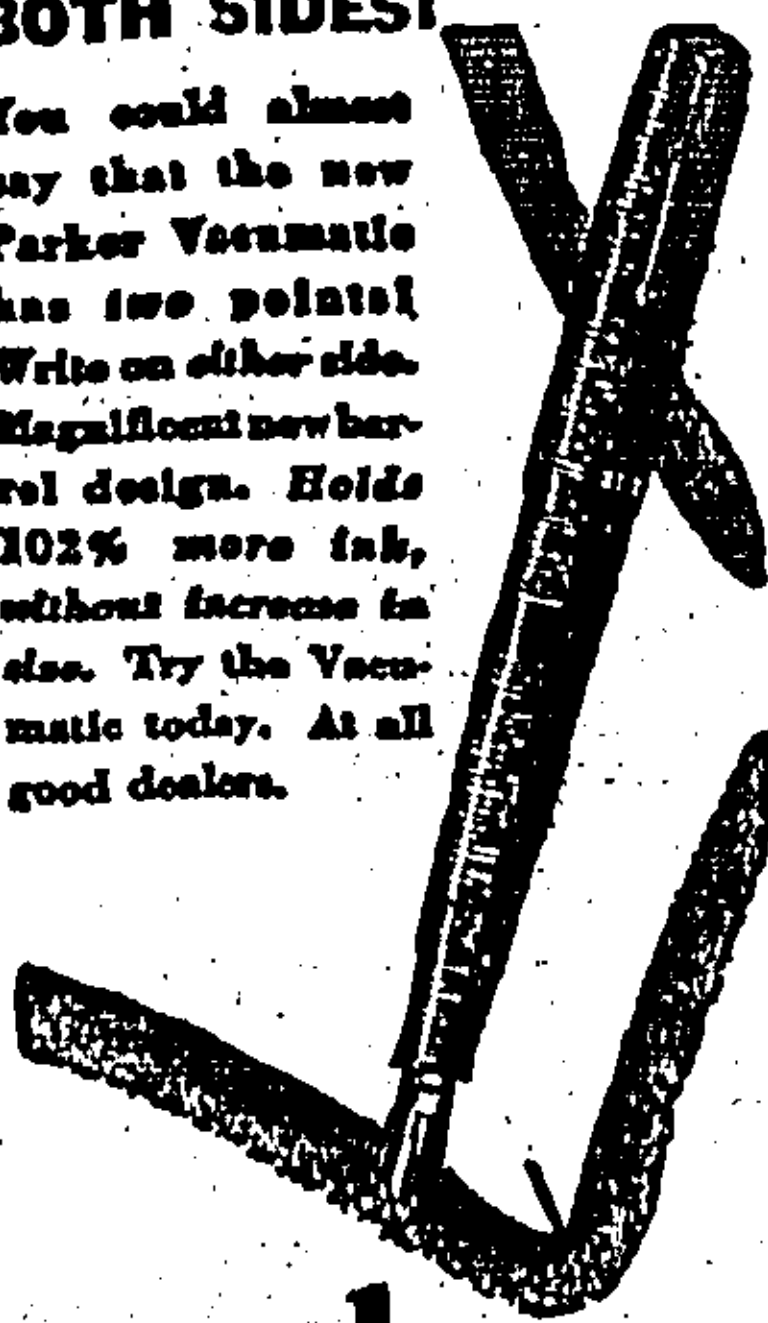 BOTH SIDES!
You could almost
say that the new
Parker Vacumatic
has two points!
Write on either side.
Magnificent new bar-
rel design. Holds
102% more ink,
without increase in
size. Try the Vacu-
matic today. At all
good dealers.